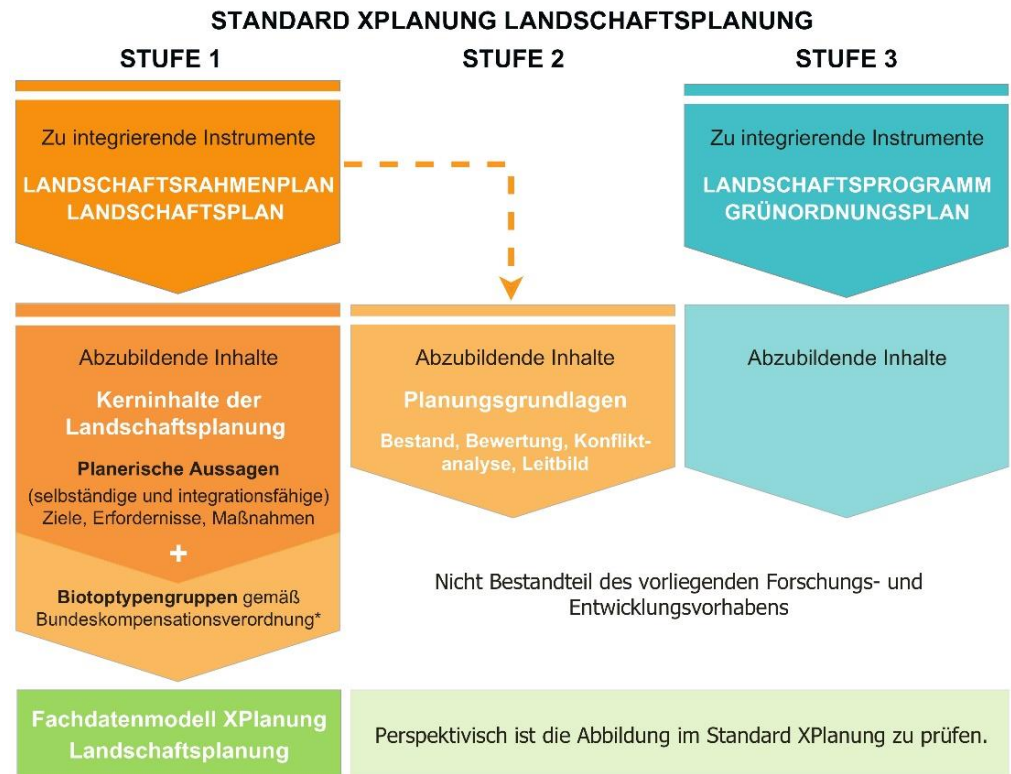 STANDARD XPLANUNG LANDSCHAFTSPLANUNG
STUFE 1
Zu integrierende Instrumente
LANDSCHAFTSRAHMENPLAN
LANDSCHAFTSPLAN
Abzubildende Inhalte
Kerninhalte der
Landschaftsplanung
Planerische Aussagen
(selbständige und integrationsfähige)
Ziele, Erfordernisse, Maßnahmen
+
Biotoptypengruppen gemäß
Bundeskompensationsverordnung*
Fachdatenmodell XPlanung
Landschaftsplanung
STUFE 2
Abzubildende Inhalte
Planungsgrundlagen
Bestand, Bewertung, Konflikt-
analyse, Leitbild
STUFE 3
Zu integrierende Instrumente
LANDSCHAFTSPROGRAMM
GRÜNORDNUNGSPLAN
Abzubildende Inhalte
Nicht Bestandteil des vorliegenden Forschungs- und
Entwicklungsvorhabens
Perspektivisch ist die Abbildung im Standard XPlanung zu prüfen.